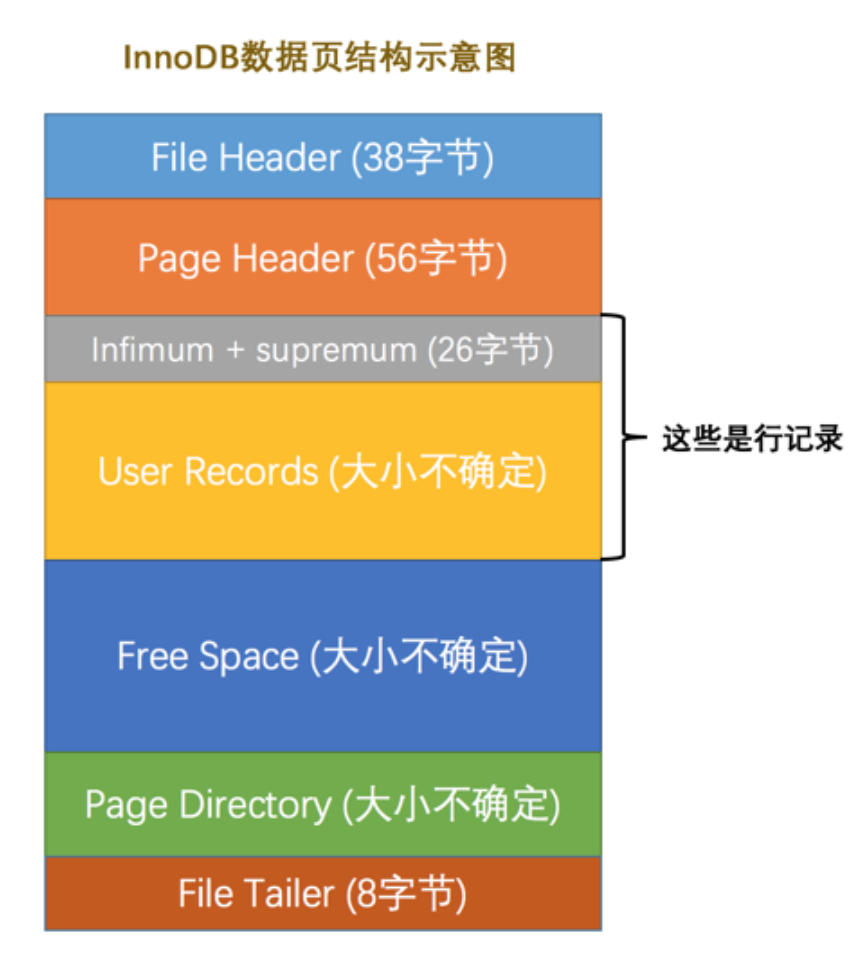 InnoDB数据页结构示意图
File Header (38字节)
Page Header (56字节)
Infimum + supremum (26字节)
User Records (大小不确定)
这些是行记录
Free Space (大小不确定)
Page Directory (大小不确定)
File Tailer (8字节)